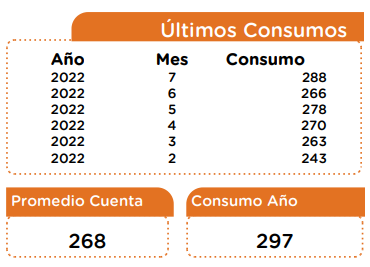 Últimos Consumos
Año Mes Consumo
2022 7 288
2022 6 266
2022 5 278
2022 4 270
2022 3 263
2022 2 243
Promedio Cuenta Consumo Año
268 297